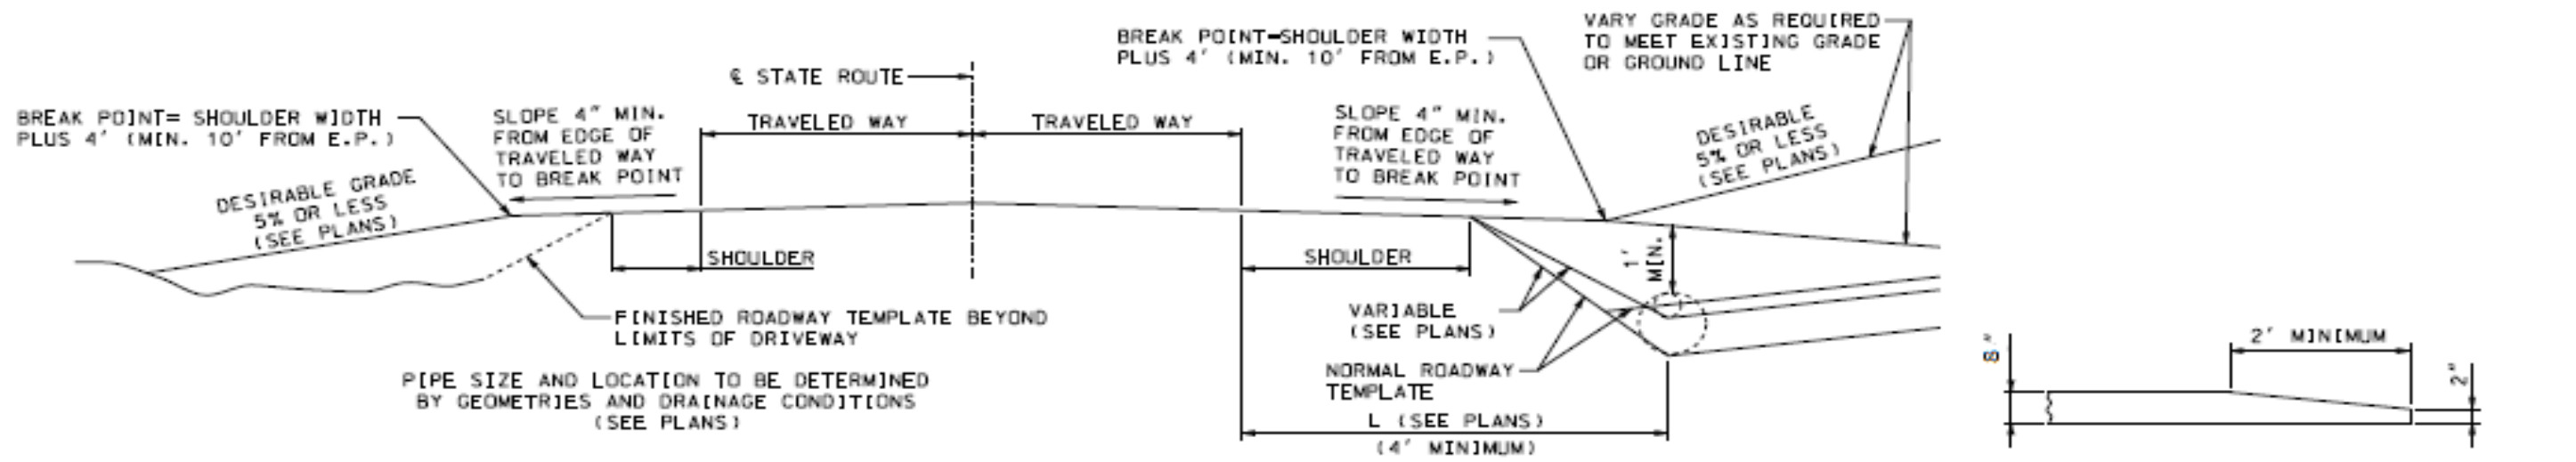 BREAK POINT= SHOULDER WIDTH
PLUS 4' (MIN. 10' FROM E.P.)
DESIRABLE GRADE
5% OR LESS
(SEE PLANS)
SLOPE 4" MIN.
FROM EDGE OF
TRAVELED WAY
TO BREAK POINT
℄ STATE ROUTE
TRAVELED WAY
TRAVELED WAY
SHOULDER
FINISHED ROADWAY TEMPLATE BEYOND
LIMITS OF DRIVEWAY
PIPE SIZE AND LOCATION TO BE DETERMINED
BY GEOMETRIES AND DRAINAGE CONDITIONS
(SEE PLANS)
BREAK POINT-SHOULDER WIDTH
PLUS 4' (MIN. 10' FROM E.P.)
SLOPE 4" MIN.
FROM EDGE OF
TRAVELED WAY
TO BREAK POINT
VARY GRADE AS REQUIRED
TO MEET EXISTING GRADE
OR GROUND LINE
DESIRABLE
5% OR LESS
(SEE PLANS)
SHOULDER
1'
MIN.
VARIABLE
(SEE PLANS)
NORMAL ROADWAY
TEMPLATE
L (SEE PLANS)
(4' MINIMUM)
8"
2' MINIMUM
2"